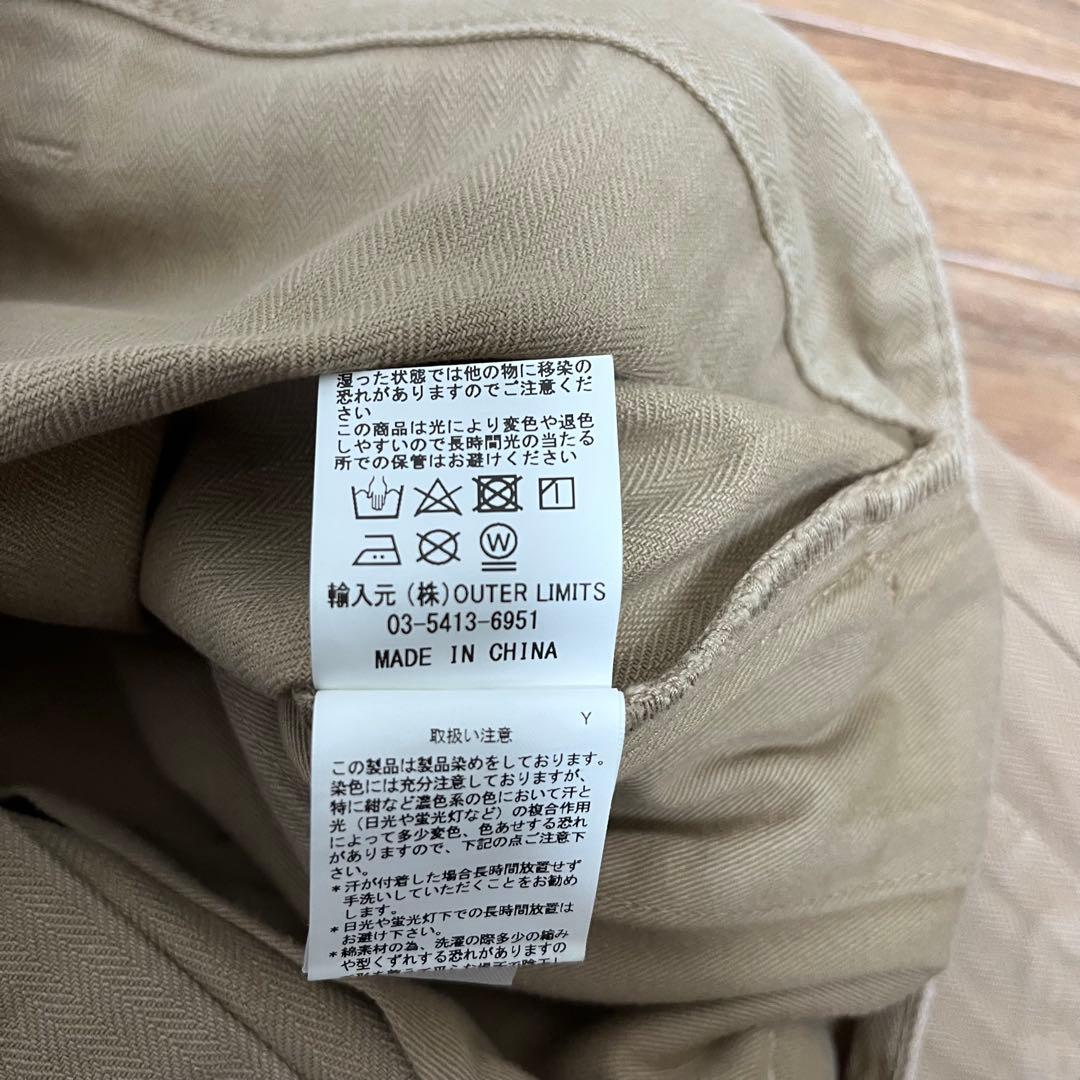 湿った状態では他の物に移染の
恐れがありますのでご注意くだ
さい
この商品は光により変色や退色
しやすいので長時間光の当たる
所での保管はお避けください
W
輸入元 (株)OUTER LIMITS
03-5413-6951
MADE IN CHINA
Y
取扱い注意
この製品は製品染めをしております。
染色には充分注意しておりますが、
特に紺など濃色系の色において汗と
光(日光や蛍光灯など)の複合作用
によって多少変色、色あせする恐れ
がありますので、下記の点ご注意下
さい。
*汗が付着した場合長時間放置せず
手洗いしていただくことをお勧め
します。
*日光や蛍光灯下での長時間放置は
お避け下さい。
*綿素材の為、洗濯の際多少の縮み
や型くずれする恐れがありますの